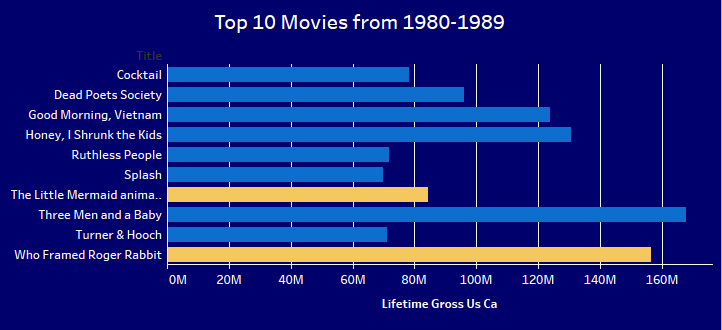 Top 10 Movies from 1980-1989
Title
Cocktail
Dead Poets Society
Good Morning, Vietnam
Honey, I Shrunk the Kids
Ruthless People
Splash
The Little Mermaid anima..
Three Men and a Baby
Turner & Hooch
Who Framed Roger Rabbit
0M 20M 40M 60M 80M 100M 120M 140M 160M
Lifetime Gross Us Ca